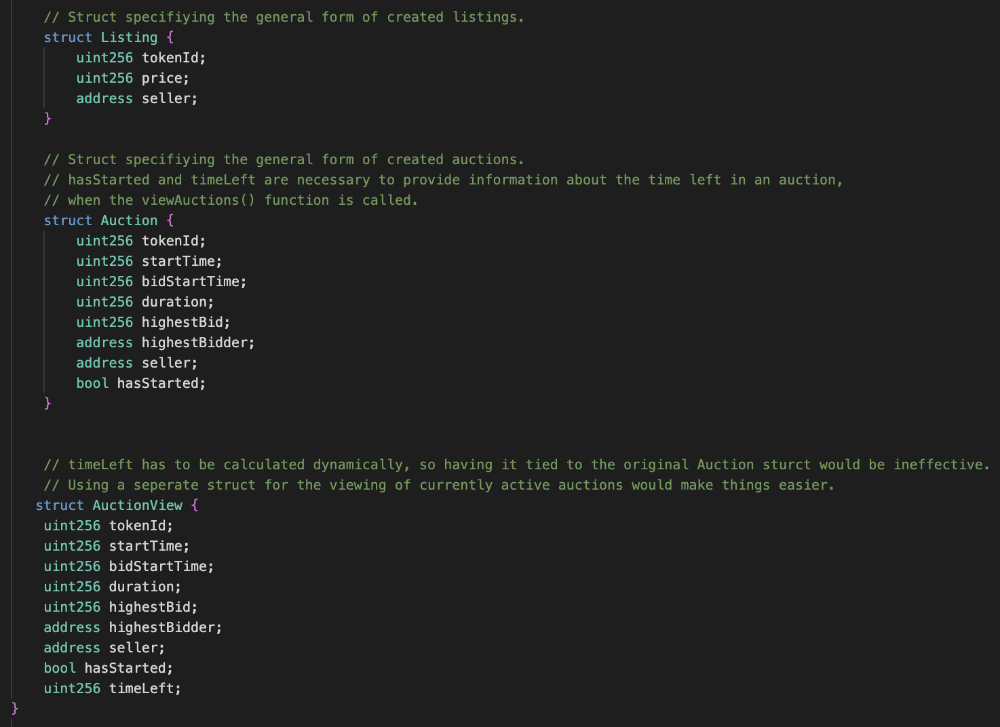 // Struct specifiying the general form of created listings.
struct Listing {
uint256 tokenId;
uint256 price;
address seller;
}
// Struct specifiying the general form of created auctions.
// hasStarted and timeLeft are necessary to provide information about the time left in an auction,
// when the viewAuctions() function is called.
struct Auction {
uint256 tokenId;
uint256 startTime;
uint256 bidStartTime;
uint256 duration;
uint256 highestBid;
address highestBidder;
address seller;
bool hasStarted;
}
// timeLeft has to be calculated dynamically, so having it tied to the original Auction sturct would be ineffective.
// Using a seperate struct for the viewing of currently active auctions would make things easier.
struct AuctionView {
uint256 tokenId;
uint256 startTime;
uint256 bidStartTime;
uint256 duration;
uint256 highestBid;
address highestBidder;
address seller;
bool hasStarted;
uint256 timeLeft;
}